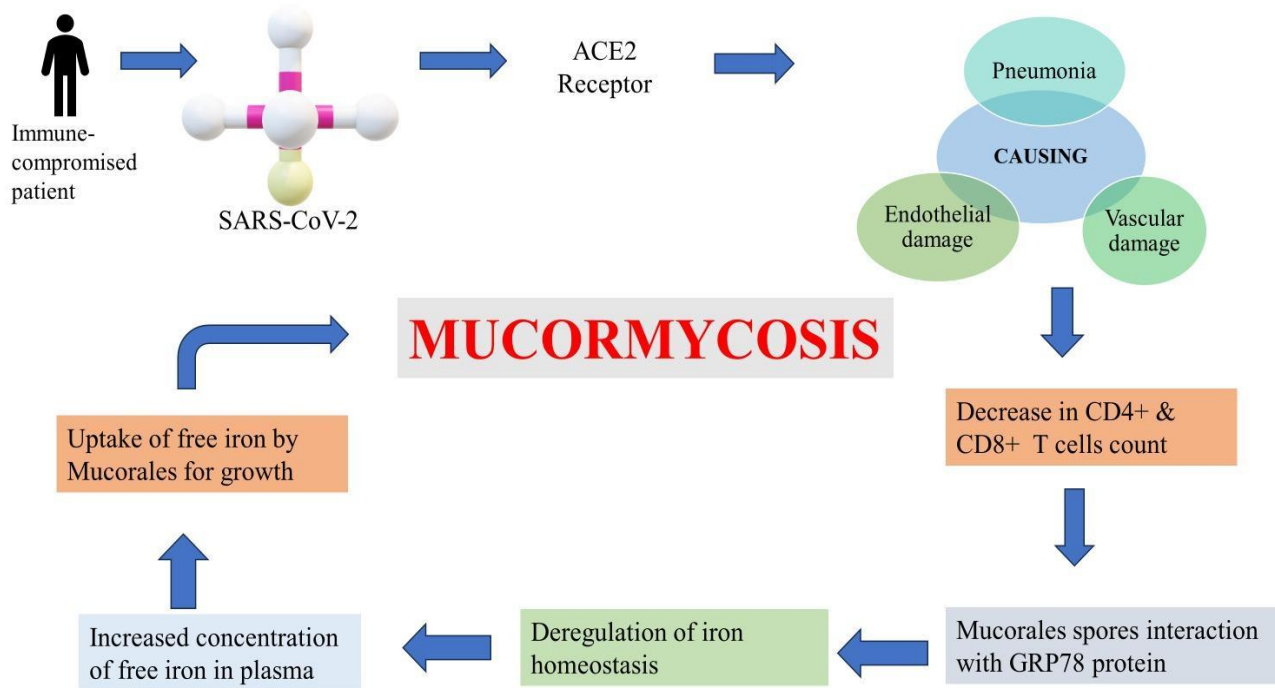 Immune-
compromised
patient
SARS-CoV-2
ACE2
Receptor
Pneumonia
CAUSING
Endothelial
damage
Vascular
damage
MUCORMYCOSIS
Decrease in CD4+ &
CD8+ T cells count
Mucorales spores interaction
with GRP78 protein
Deregulation of iron
homeostasis
Increased concentration
of free iron in plasma
Uptake of free iron by
Mucorales for growth